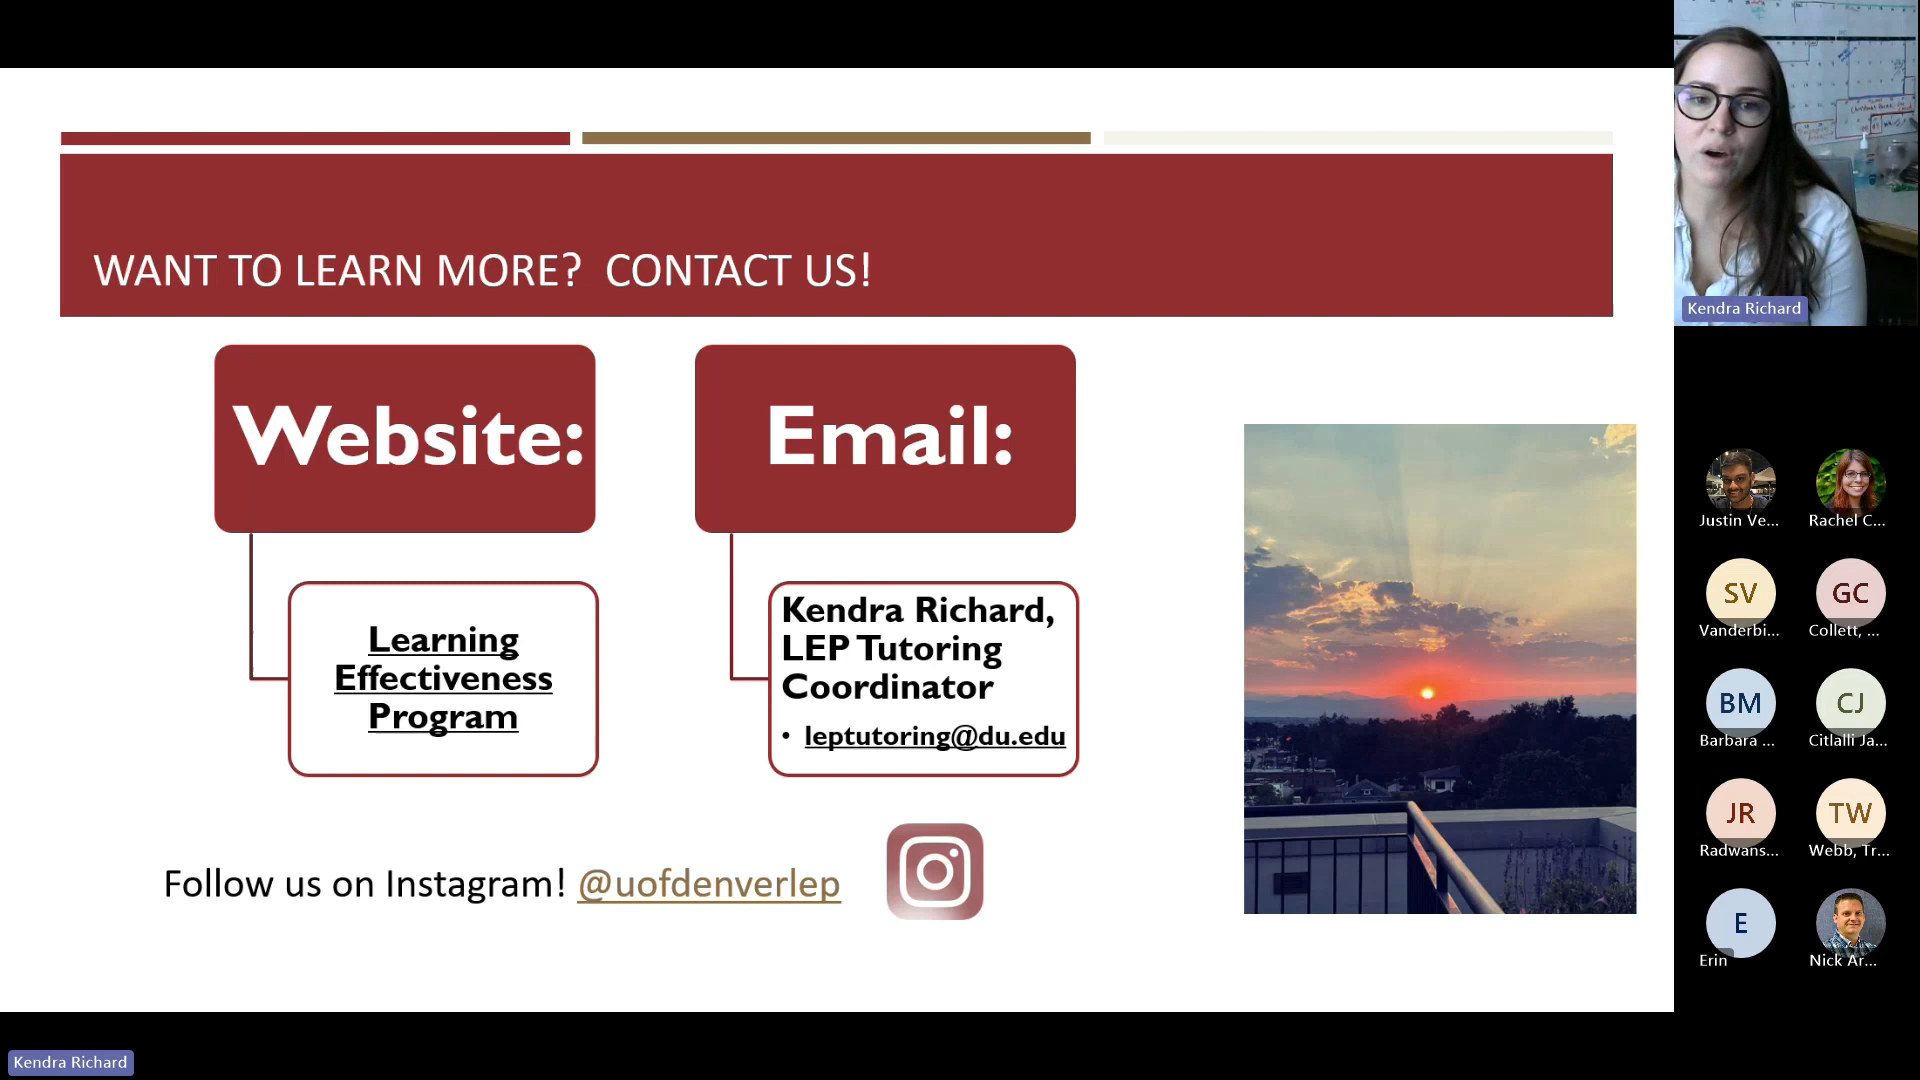 WANT TO LEARN MORE?  CONTACT US!
Website:
Email:
Learning
Effectiveness
Program
Kendra Richard,
LEP Tutoring
Coordinator
• leptutoring@du.edu
Follow us on Instagram! @uofdenverlep
Kendra Richard
Justin Ve...
Rachel C...
SV
GC
Vanderbi...
Collett, ...
BM
CJ
Barbara ...
Citlalli Ja...
JR
TW
Radwans...
Webb, Tr...
E
Erin
Nick Ar...
Kendra Richard